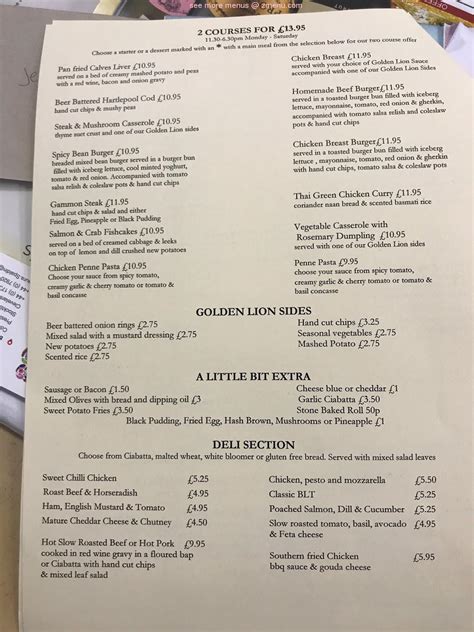 see more menus @ zmenu.com
2 COURSES FOR £13.95
11.30-6.30pm Monday - Saturday
Choose a starter or a dessert marked with an * with a main meal from the selection below for our two course offer
Pan fried Calves Liver £10.95
served on a bed of creamy mashed potato and peas
with a red wine, bacon and onion gravy
Beer Battered Hartlepool Cod £10.95
hand cut chips & mushy peas
Steak & Mushroom Casserole £10.95
thyme suet crust and one of our Golden Lion sides
Spicy Bean Burger £10.95
breaded mixed bean burger served in a burger bun
filled with iceberg lettuce, cool minted yoghurt,
tomato & red onion. Accompanied with tomato
salsa relish & coleslaw pots & hand cut chips
Gammon Steak £11.95
hand cut chips & salad and either
Fried Egg, Pineapple or Black Pudding
Salmon & Crab Fishcakes £10.95
served on a bed of creamed cabbage & leeks
on top of lemon and dill crushed new potatoes
Chicken Penne Pasta £10.95
Choose your sauce from spicy tomato,
creamy garlic & cherry tomato or tomato &
basil concasse
Chicken Breast £11.95
served with your choice of Golden Lion Sauce
accompanied with one of our Golden Lion Sides
Homemade Beef Burger £11.95
served in a toasted burger bun filled with iceberg
lettuce, mayonnaise, tomato, red onion & gherkin,
accompanied with tomato salsa relish and coleslaw
pots & hand cut chips
Chicken Breast Burger £11.95
served in a toasted burger bun filled with iceberg
lettuce , mayonnaise, tomato, red onion & gherkin
with hand cut chips, accompanied with tomato
salsa relish and coleslaw pots
Thai Green Chicken Curry £11.95
coriander naan bread & scented basmati rice
Vegetable Casserole with
Rosemary Dumpling £10.95
served with one of our Golden Lion sides
Penne Pasta £9.95
choose your sauce from spicy tomato,
creamy garlic & cherry tomato or tomato &
basil concasse
GOLDEN LION SIDES
Beer battered onion rings £2.75
Mixed salad with a mustard dressing £2.75
New potatoes £2.75
Scented rice £2.75
Hand cut chips £3.25
Seasonal vegetables £2.75
Mashed Potato £2.75
A LITTLE BIT EXTRA
Sausage or Bacon £1.50
Mixed Olives with bread and dipping oil £3
Sweet Potato Fries £3.50
Cheese blue or cheddar £1
Garlic Ciabatta £3.50
Stone Baked Roll 50p
Black Pudding, Fried Egg, Hash Brown, Mushrooms or Pineapple £1
DELI SECTION
Choose from Ciabatta, malted wheat, white bloomer or gluten free bread. Served with mixed salad leaves
Sweet Chilli Chicken £5.25
Roast Beef & Horseradish £4.95
Ham, English Mustard & Tomato £4.95
Mature Cheddar Cheese & Chutney £4.50
Hot Slow Roasted Beef or Hot Pork £9.95
cooked in red wine gravy in a floured bap
or Ciabatta with hand cut chips
& mixed leaf salad
Chicken, pesto and mozzarella £5.50
Classic BLT £5.25
Poached Salmon, Dill & Cucumber £5.25
Slow roasted tomato, basil, avocado £4.95
& Feta cheese
Southern fried Chicken £5.95
bbq sauce & gouda cheese